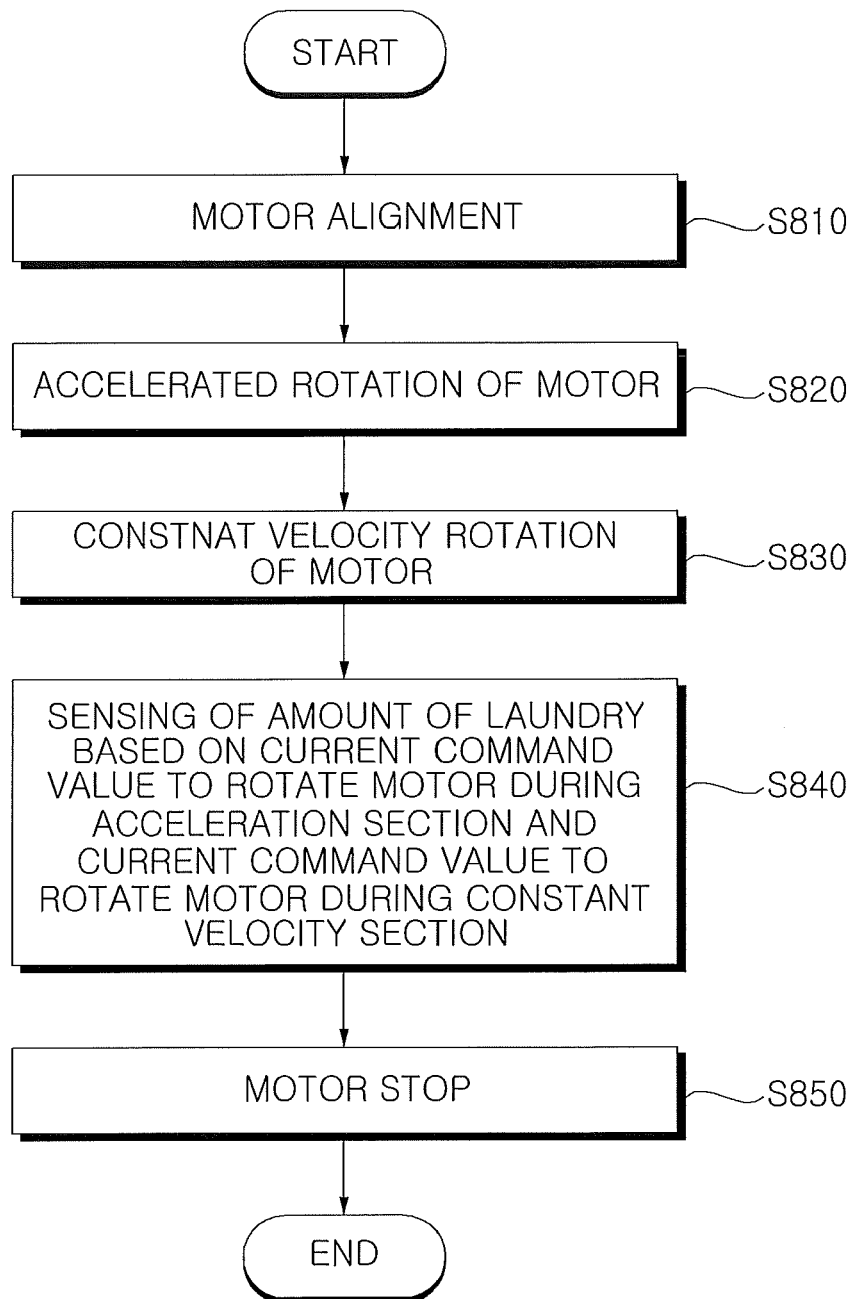 START
MOTOR ALIGNMENT
S810
ACCELERATED ROTATION OF MOTOR
S820
CONSTNAT VELOCITY ROTATION
OF MOTOR
S830
SENSING OF AMOUNT OF LAUNDRY
BASED ON CURRENT COMMAND
VALUE TO ROTATE MOTOR DURING
ACCELERATION SECTION AND
CURRENT COMMAND VALUE TO
ROTATE MOTOR DURING CONSTANT
VELOCITY SECTION
S840
MOTOR STOP
S850
END